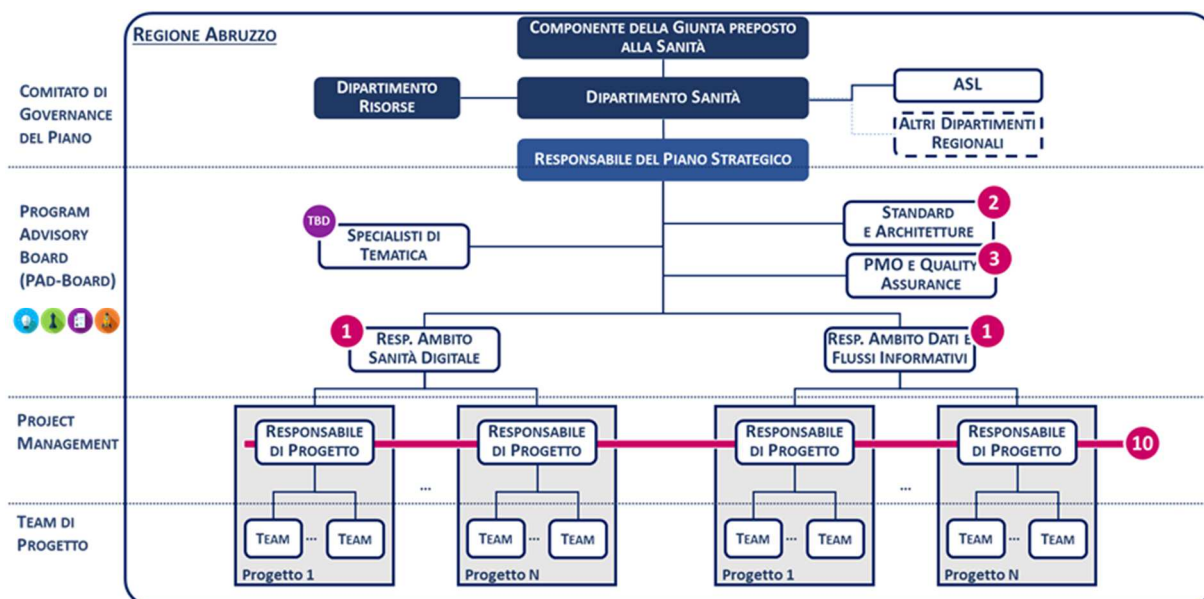 REGIONE ABRUZZO
COMPONENTE DELLA GIUNTA PREPOSTO
ALLA SANITÀ
COMITATO DI
GOVERNANCE
DEL PIANO
DIPARTIMENTO
RISORSE
DIPARTIMENTO SANITÀ
ASL
ALTRI DIPARTIMENTI
REGIONALI
RESPONSABILE DEL PIANO STRATEGICO
PROGRAM
ADVISORY
BOARD
(PAD-BOARD)
TBD
SPECIALISTI DI
TEMATICA
2
STANDARD
E ARCHITETTURE
3
PMO E QUALITY
ASSURANCE
1
RESP. AMBITO
SANITÀ DIGITALE
1
RESP. AMBITO DATI E
FLUSSI INFORMATIVI
PROJECT
MANAGEMENT
RESPONSABILE
DI PROGETTO
...
RESPONSABILE
DI PROGETTO
RESPONSABILE
DI PROGETTO
...
RESPONSABILE
DI PROGETTO
10
TEAM DI
PROGETTO
TEAM ... TEAM
Progetto 1
TEAM ... TEAM
Progetto N
TEAM ... TEAM
Progetto 1
TEAM ... TEAM
Progetto N